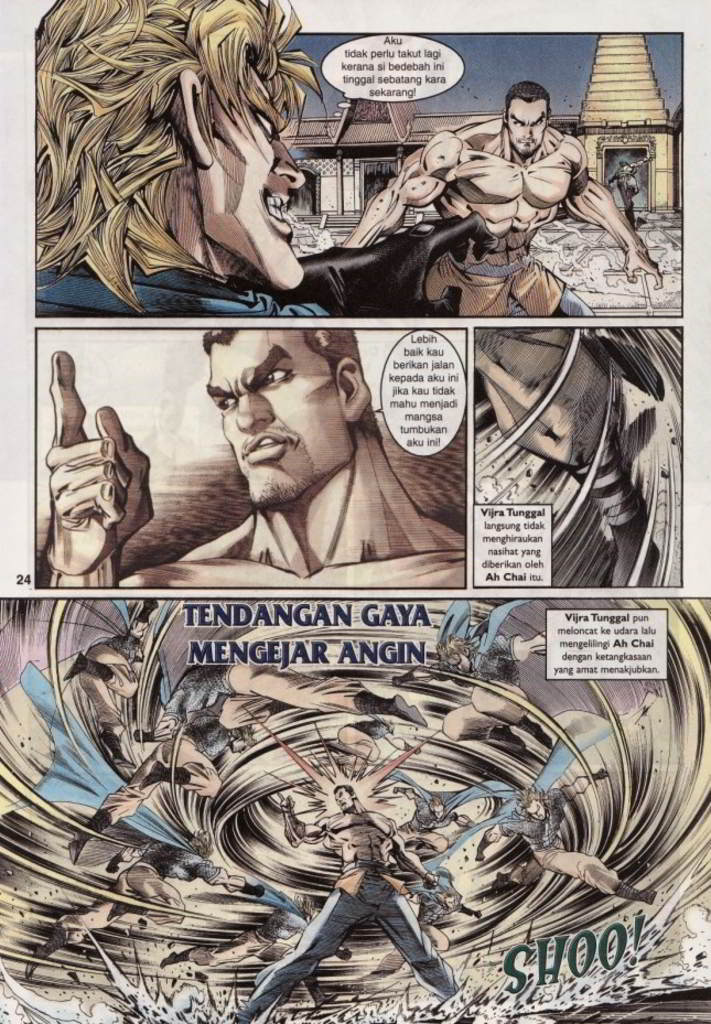 Aku
tidak perlu takut lagi
kerana si bedebah ini
tinggal sebatang kara
sekarang!
Lebih
baik kau
berikan jalan
kepada aku ini
jika kau tidak
mahu menjadi
mangsa
tumbukan
aku ini!
Vijra Tunggal
langsung tidak
menghiraukan
nasihat yang
diberikan oleh
Ah Chai itu.
24
TENDANGAN GAYA
MENGEJAR ANGIN
Vijra Tunggal pun
meloncat ke udara lalu
mengelilingi Ah Chai
dengan ketangkasaan
yang amat menakjubkan.
SHOO!